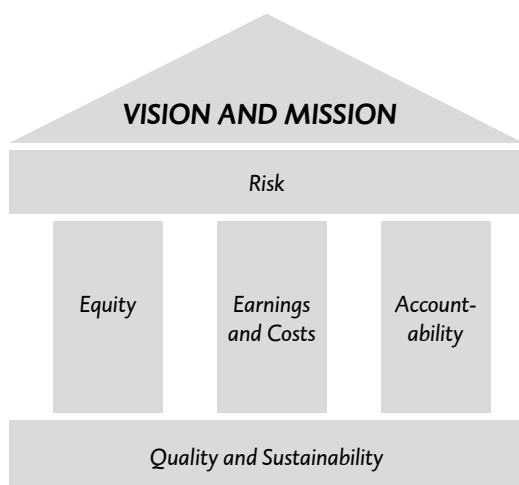 VISION AND MISSION
Risk
Equity
Earnings
and Costs
Account-
ability
Quality and Sustainability